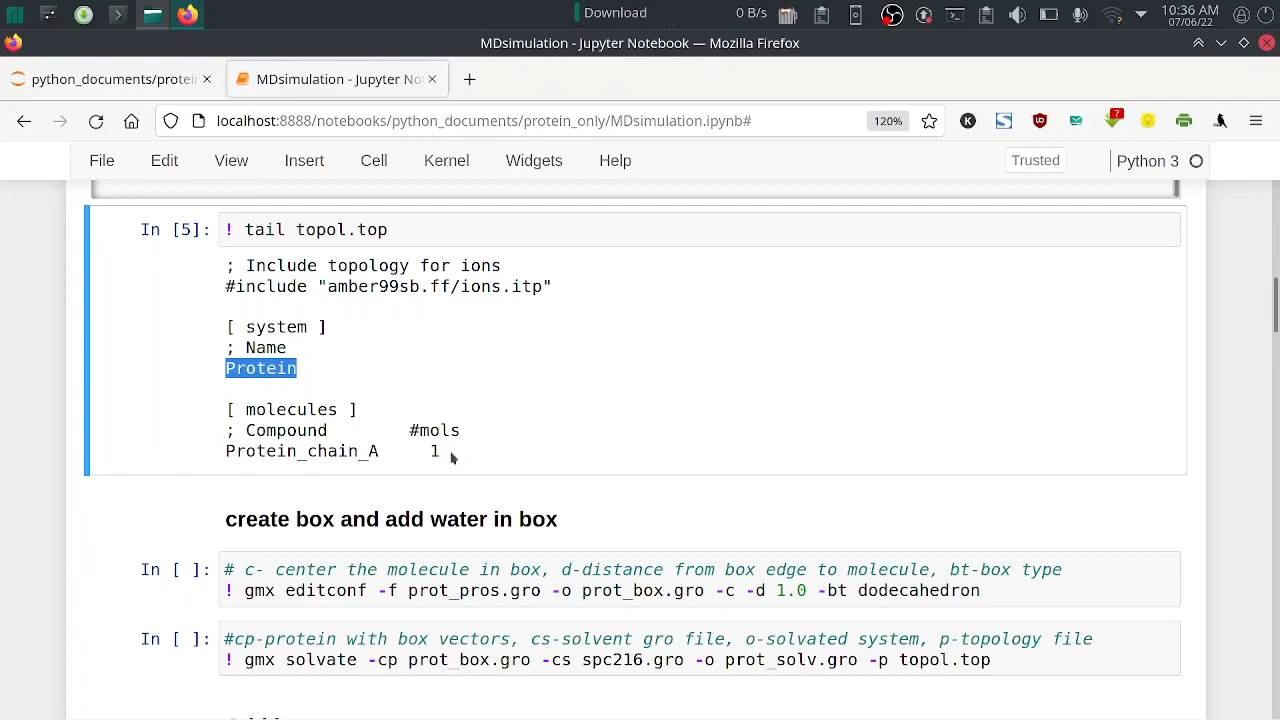 Download
0 B/s
10:36 AM
07/06/22
MDsimulation - Jupyter Notebook — Mozilla Firefox
python_documents/protein
MDsimulation - Jupyter No
localhost:8888/notebooks/python_documents/protein_only/MDsimulation.ipynb#
120%
K
S
?
File Edit View Insert Cell Kernel Widgets Help
Trusted
Python 3
In [5]: ! tail topol.top
; Include topology for ions
#include "amber99sb.ff/ions.itp"
[ system ]
; Name
Protein
[ molecules ]
; Compound #mols
Protein_chain_A 1
create box and add water in box
In [ ]: # c- center the molecule in box, d-distance from box edge to molecule, bt-box type
! gmx editconf -f prot_pros.gro -o prot_box.gro -c -d 1.0 -bt dodecahedron
In [ ]: #cp-protein with box vectors, cs-solvent gro file, o-solvated system, p-topology file
! gmx solvate -cp prot_box.gro -cs spc216.gro -o prot_solv.gro -p topol.top